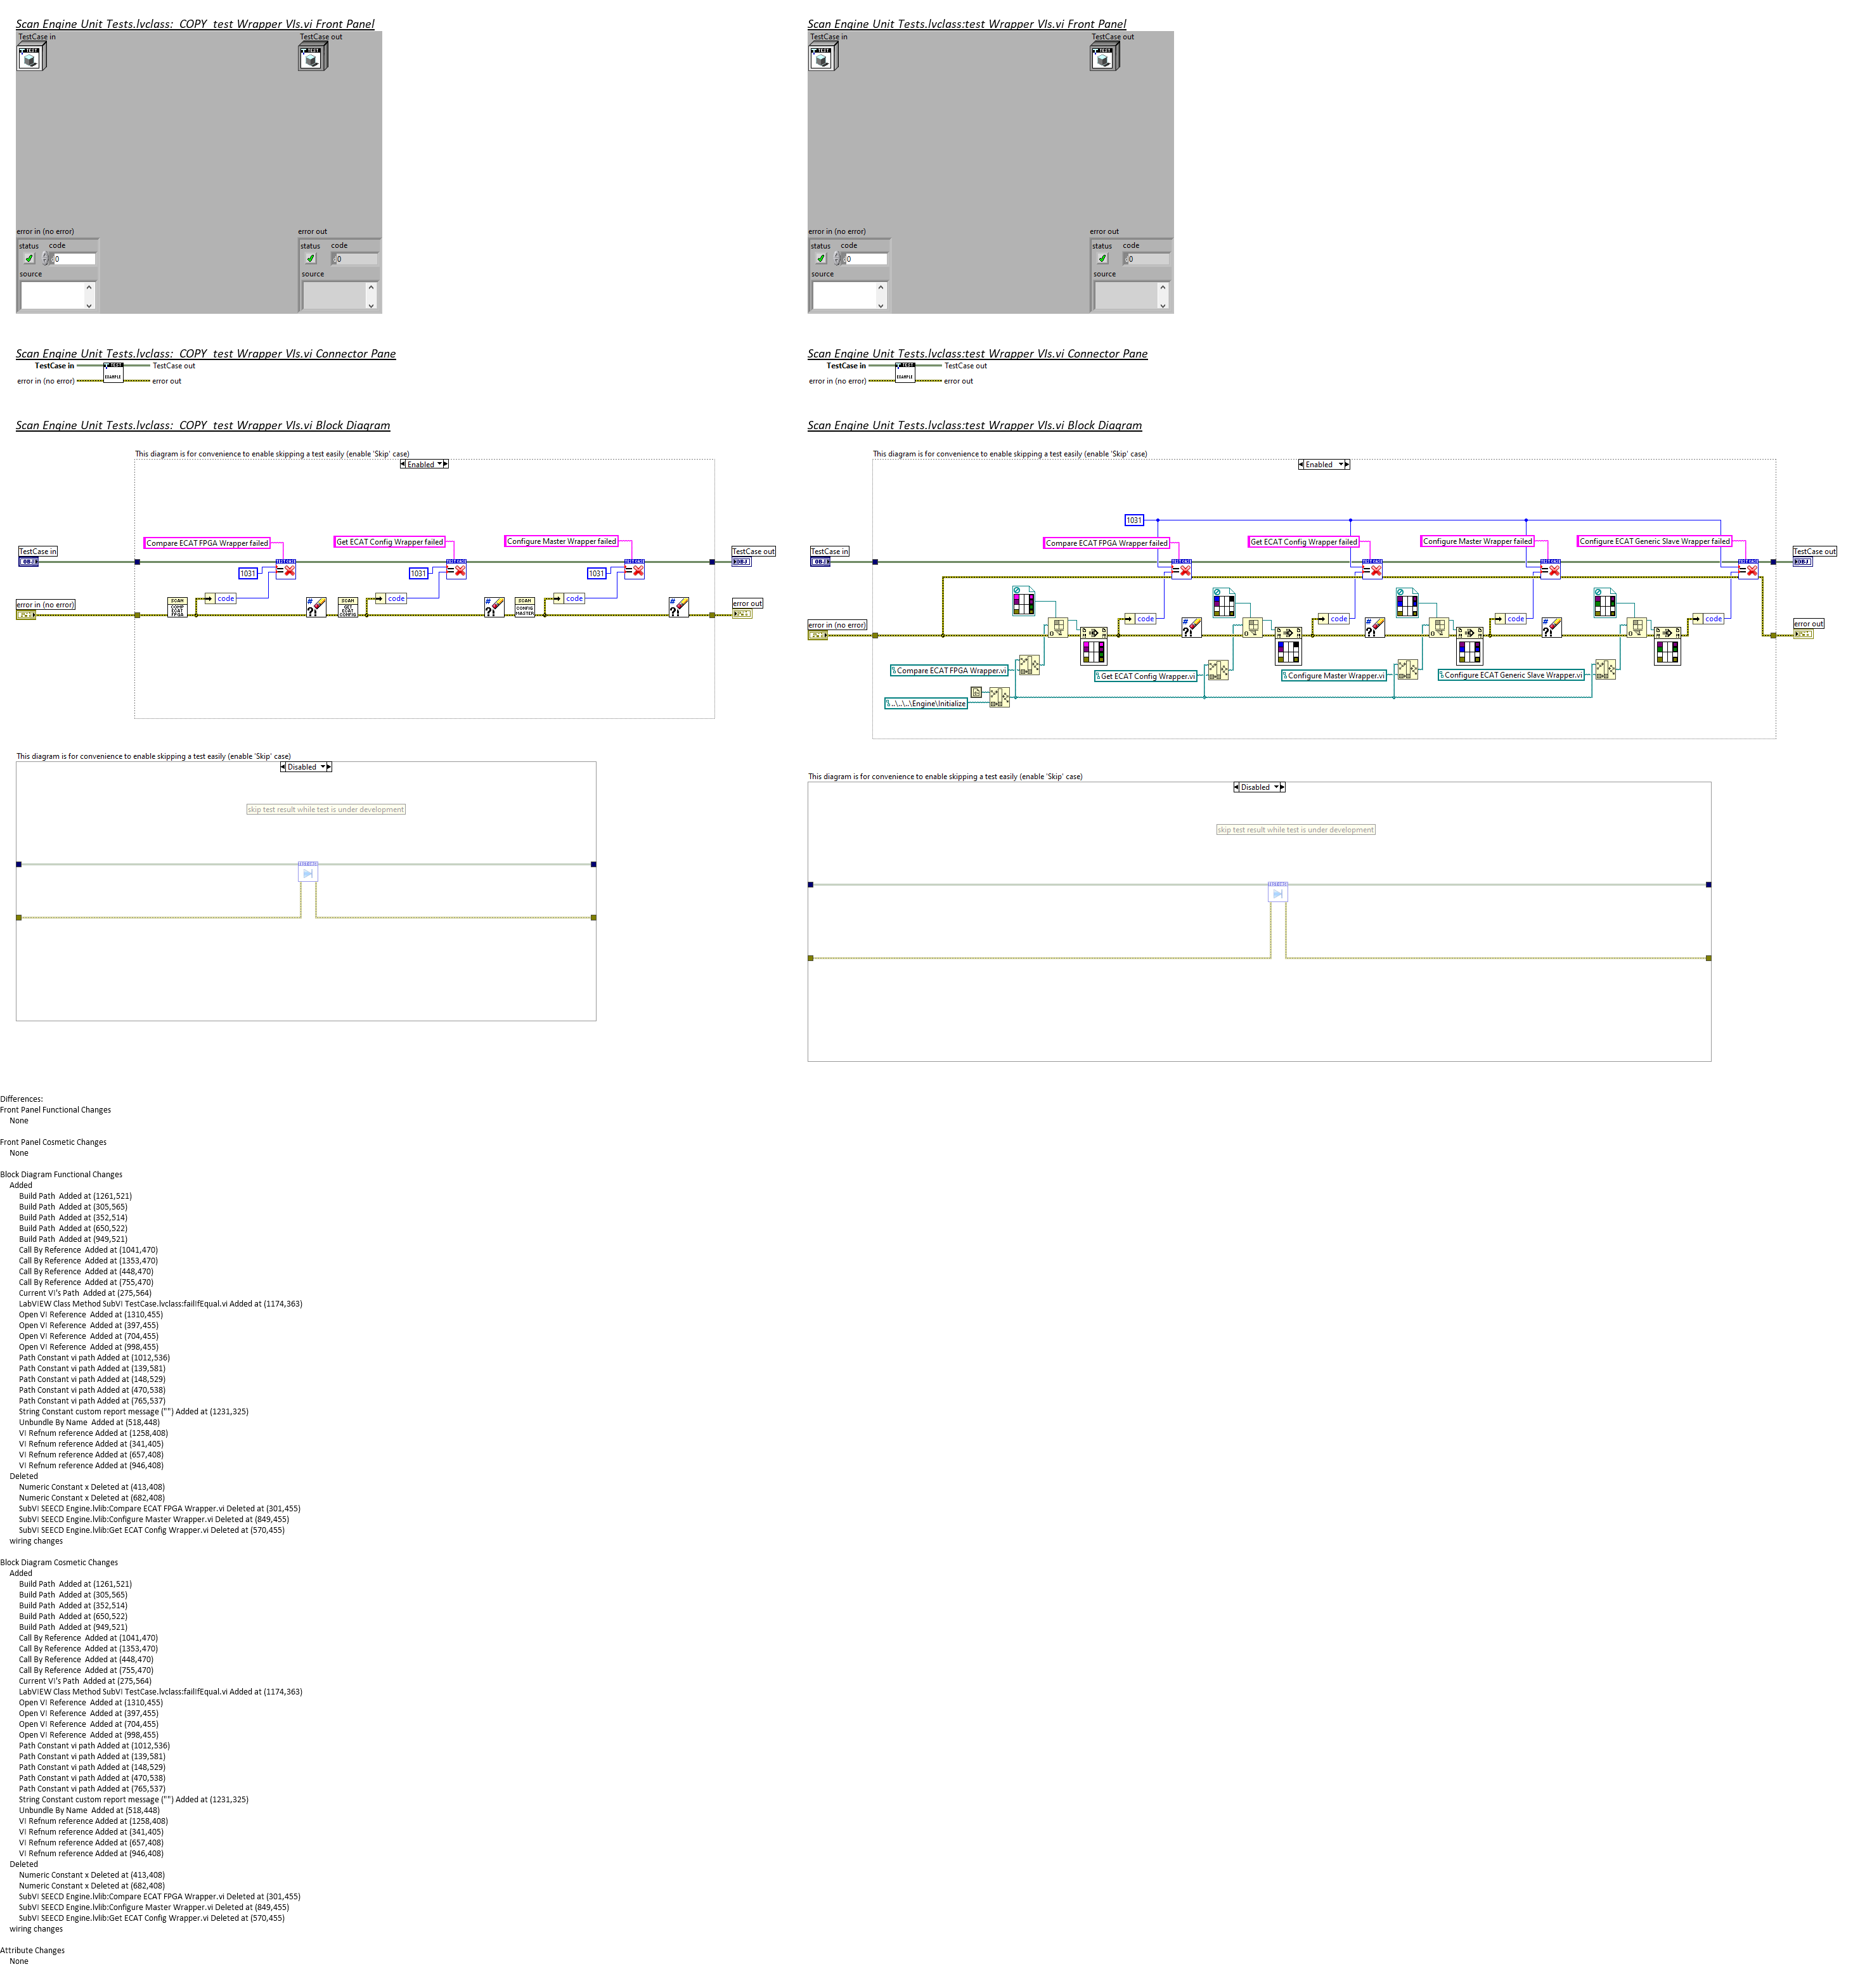 Scan Engine Unit Tests.lvclass:_COPY_test Wrapper VIs.vi Front Panel
TestCase in
TestCase out
TEST
TEST
error in (no error)
error out
status code
status code
0
0
source
source
Scan Engine Unit Tests.lvclass:_COPY_test Wrapper VIs.vi Connector Pane
TestCase in
TEST
TestCase out
error in (no error)
EXAMPLE
error out
Scan Engine Unit Tests.lvclass:_COPY_test Wrapper VIs.vi Block Diagram
This diagram is for convenience to enable skipping a test easily (enable 'Skip' case)
Enabled
Compare ECAT FPGA Wrapper failed
Get ECAT Config Wrapper failed
Configure Master Wrapper failed
TestCase in
TestCase out
OBJ
OBJ
1031
1031
1031
code
code
code
error in (no error)
error out
SCAN COMP ECAT FPGA
SCAN GET ECAT CONFIG
SCAN CONFIG MASTER
This diagram is for convenience to enable skipping a test easily (enable 'Skip' case)
Disabled
skip test result while test is under development
Scan Engine Unit Tests.lvclass:test Wrapper VIs.vi Front Panel
TestCase in
TestCase out
TEST
TEST
error in (no error)
error out
status code
status code
0
0
source
source
Scan Engine Unit Tests.lvclass:test Wrapper VIs.vi Connector Pane
TestCase in
TEST
TestCase out
error in (no error)
EXAMPLE
error out
Scan Engine Unit Tests.lvclass:test Wrapper VIs.vi Block Diagram
This diagram is for convenience to enable skipping a test easily (enable 'Skip' case)
Enabled
1031
Compare ECAT FPGA Wrapper failed
Get ECAT Config Wrapper failed
Configure Master Wrapper failed
Configure ECAT Generic Slave Wrapper failed
TestCase in
TestCase out
OBJ
OBJ
code
code
code
code
error in (no error)
error out
Compare ECAT FPGA Wrapper.vi
Get ECAT Config Wrapper.vi
Configure Master Wrapper.vi
Configure ECAT Generic Slave Wrapper.vi
..\..\..\Engine\Initialize
This diagram is for convenience to enable skipping a test easily (enable 'Skip' case)
Disabled
skip test result while test is under development
Differences:
Front Panel Functional Changes
None
Front Panel Cosmetic Changes
None
Block Diagram Functional Changes
Added
Build Path  Added at (1261,521)
Build Path  Added at (305,565)
Build Path  Added at (352,514)
Build Path  Added at (650,522)
Build Path  Added at (949,521)
Call By Reference  Added at (1041,470)
Call By Reference  Added at (1353,470)
Call By Reference  Added at (448,470)
Call By Reference  Added at (755,470)
Current VI's Path  Added at (275,564)
LabVIEW Class Method SubVI TestCase.lvclass:failIfEqual.vi Added at (1174,363)
Open VI Reference  Added at (1310,455)
Open VI Reference  Added at (397,455)
Open VI Reference  Added at (704,455)
Open VI Reference  Added at (998,455)
Path Constant vi path Added at (1012,536)
Path Constant vi path Added at (139,581)
Path Constant vi path Added at (148,529)
Path Constant vi path Added at (470,538)
Path Constant vi path Added at (765,537)
String Constant custom report message ("") Added at (1231,325)
Unbundle By Name  Added at (518,448)
VI Refnum reference Added at (1258,408)
VI Refnum reference Added at (341,405)
VI Refnum reference Added at (657,408)
VI Refnum reference Added at (946,408)
Deleted
Numeric Constant x Deleted at (413,408)
Numeric Constant x Deleted at (682,408)
SubVI SEECD Engine.lvlib:Compare ECAT FPGA Wrapper.vi Deleted at (301,455)
SubVI SEECD Engine.lvlib:Configure Master Wrapper.vi Deleted at (849,455)
SubVI SEECD Engine.lvlib:Get ECAT Config Wrapper.vi Deleted at (570,455)
wiring changes
Block Diagram Cosmetic Changes
Added
Build Path  Added at (1261,521)
Build Path  Added at (305,565)
Build Path  Added at (352,514)
Build Path  Added at (650,522)
Build Path  Added at (949,521)
Call By Reference  Added at (1041,470)
Call By Reference  Added at (1353,470)
Call By Reference  Added at (448,470)
Call By Reference  Added at (755,470)
Current VI's Path  Added at (275,564)
LabVIEW Class Method SubVI TestCase.lvclass:failIfEqual.vi Added at (1174,363)
Open VI Reference  Added at (1310,455)
Open VI Reference  Added at (397,455)
Open VI Reference  Added at (704,455)
Open VI Reference  Added at (998,455)
Path Constant vi path Added at (1012,536)
Path Constant vi path Added at (139,581)
Path Constant vi path Added at (148,529)
Path Constant vi path Added at (470,538)
Path Constant vi path Added at (765,537)
String Constant custom report message ("") Added at (1231,325)
Unbundle By Name  Added at (518,448)
VI Refnum reference Added at (1258,408)
VI Refnum reference Added at (341,405)
VI Refnum reference Added at (657,408)
VI Refnum reference Added at (946,408)
Deleted
Numeric Constant x Deleted at (413,408)
Numeric Constant x Deleted at (682,408)
SubVI SEECD Engine.lvlib:Compare ECAT FPGA Wrapper.vi Deleted at (301,455)
SubVI SEECD Engine.lvlib:Configure Master Wrapper.vi Deleted at (849,455)
SubVI SEECD Engine.lvlib:Get ECAT Config Wrapper.vi Deleted at (570,455)
wiring changes
Attribute Changes
None